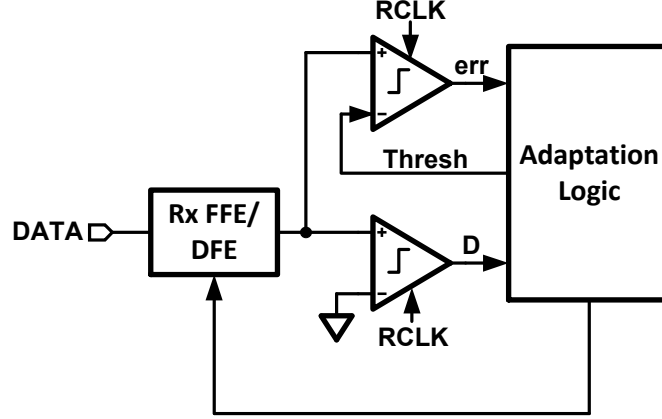 RCLK
+
err
−
Thresh
Adaptation
Logic
DATA
Rx FFE/
DFE
+
D
−
RCLK